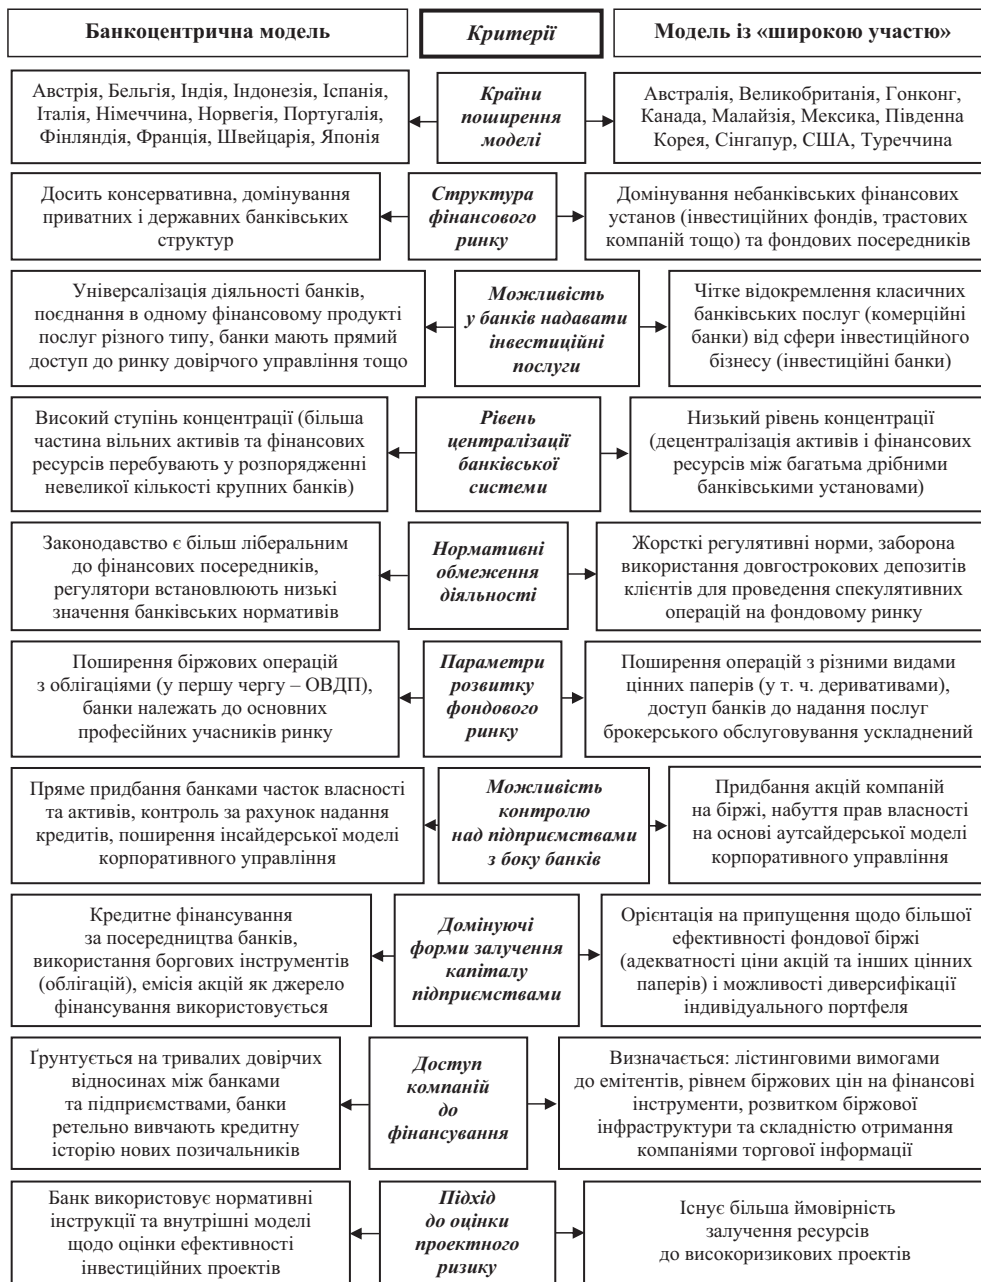 Банкоцентрична модель
Критерії
Модель із «широкою участю»
Австрія, Бельгія, Індія, Індонезія, Іспанія,
Італія, Німеччина, Норвегія, Португалія,
Фінляндія, Франція, Швейцарія, Японія
Країни
поширення
моделі
Австралія, Великобританія, Гонконг,
Канада, Малайзія, Мексика, Південна
Корея, Сінгапур, США, Туреччина
Досить консервативна, домінування
приватних і державних банківських
структур
Структура
фінансового
ринку
Домінування небанківських фінансових
установ (інвестиційних фондів, трастових
компаній тощо) та фондових посередників
Універсалізація діяльності банків,
поєднання в одному фінансовому продукті
послуг різного типу, банки мають прямий
доступ до ринку довірчого управління тощо
Можливість
у банків надавати
інвестиційні
послуги
Чітке відокремлення класичних
банківських послуг (комерційні
банки) від сфери інвестиційного
бізнесу (інвестиційні банки)
Високий ступінь концентрації (більша
частина вільних активів та фінансових
ресурсів перебувають у розпорядженні
невеликої кількості крупних банків)
Рівень
централізації
банківської
системи
Низький рівень концентрації
(децентралізація активів і фінансових
ресурсів між багатьма дрібними
банківськими установами)
Законодавство є більш ліберальним
до фінансових посередників,
регулятори встановлюють низькі
значення банківських нормативів
Нормативні
обмеження
діяльності
Жорсткі регулятивні норми, заборона
використання довгострокових депозитів
клієнтів для проведення спекулятивних
операцій на фондовому ринку
Поширення біржових операцій
з облігаціями (у першу чергу – ОВДП),
банки належать до основних
професійних учасників ринку
Параметри
розвитку
фондового
ринку
Поширення операцій з різними видами
цінних паперів (у т. ч. деривативами),
доступ банків до надання послуг
брокерського обслуговування ускладнений
Пряме придбання банками часток власності
та активів, контроль за рахунок надання
кредитів, поширення інсайдерської моделі
корпоративного управління
Можливість
контролю
над підприємствами
з боку банків
Придбання акцій компаній
на біржі, набуття прав власності
на основі аутсайдерської моделі
корпоративного управління
Кредитне фінансування
за посередництва банків,
використання боргових інструментів
(облігацій), емісія акцій як джерело
фінансування використовується
Домінуючі
форми залучення
капіталу
підприємствами
Орієнтація на припущення щодо більшої
ефективності фондової біржі
(адекватності ціни акцій та інших цінних
паперів) і можливості диверсифікації
індивідуального портфеля
Ґрунтується на тривалих довірчих
відносинах між банками
та підприємствами, банки
ретельно вивчають кредитну
історію нових позичальників
Доступ
компаній
до
фінансування
Визначається: лістинговими вимогами
до емітентів, рівнем біржових цін на фінансові
інструменти, розвитком біржової
інфраструктури та складністю отримання
компаніями торгової інформації
Банк використовує нормативні
інструкції та внутрішні моделі
щодо оцінки ефективності
інвестиційних проектів
Підхід
до оцінки
проектного
ризику
Існує більша ймовірність
залучення ресурсів
до високоризикових проектів